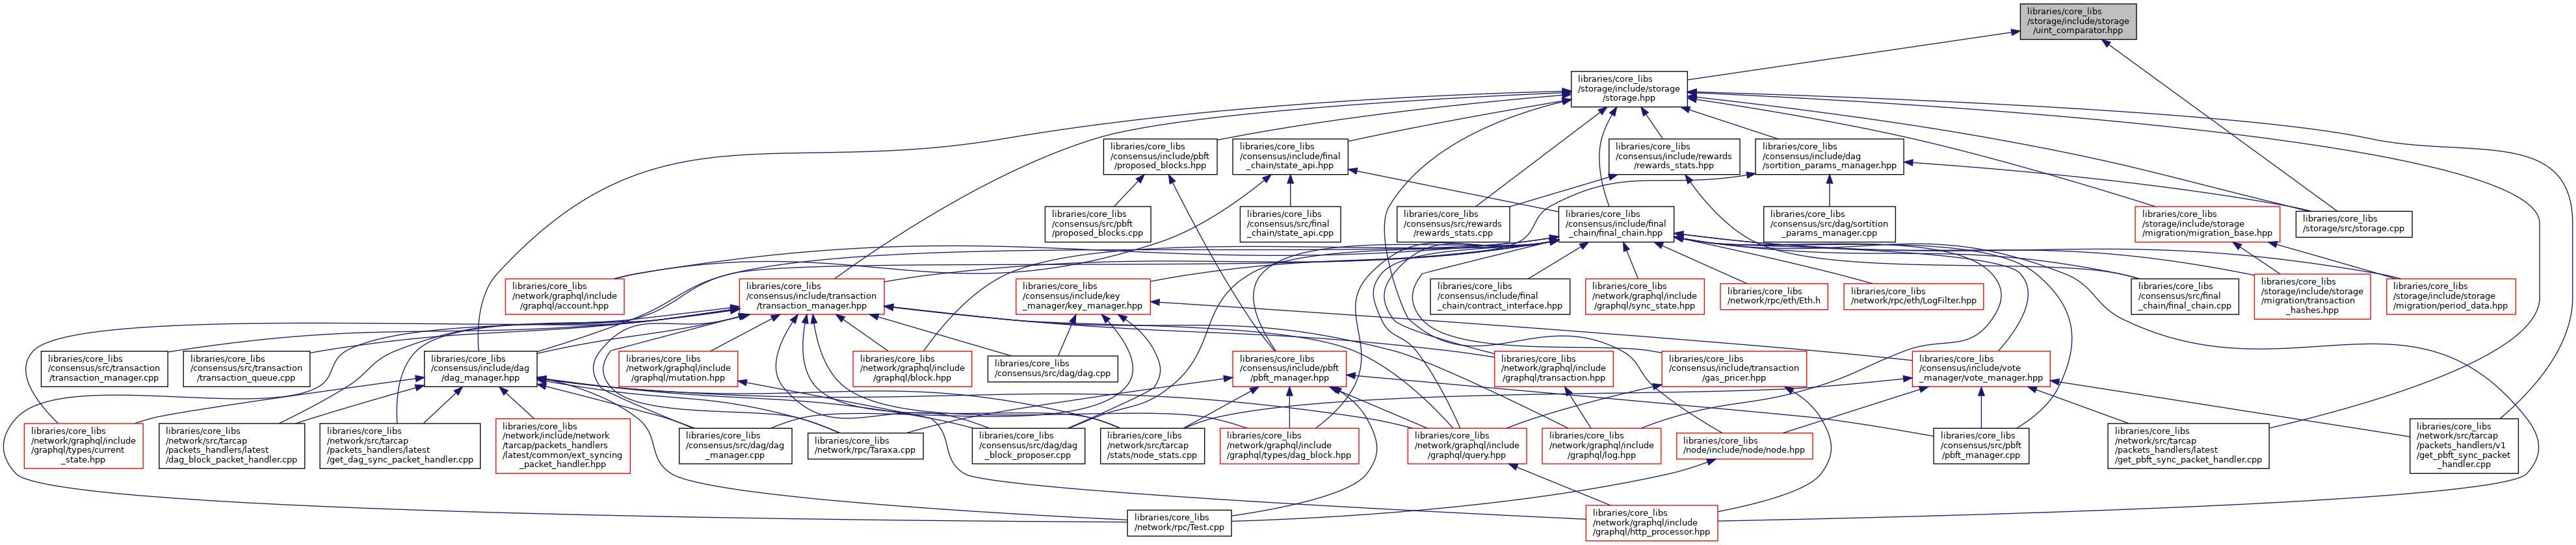 libraries/core_libs
/storage/include/storage
/uint_comparator.hpp
libraries/core_libs
/storage/include/storage
/storage.hpp
libraries/core_libs
/consensus/include/pbft
/proposed_blocks.hpp
libraries/core_libs
/consensus/include/final
_chain/state_api.hpp
libraries/core_libs
/consensus/include/rewards
/rewards_stats.hpp
libraries/core_libs
/consensus/include/dag
/sortition_params_manager.hpp
libraries/core_libs
/consensus/src/pbft
/proposed_blocks.cpp
libraries/core_libs
/consensus/src/final
_chain/state_api.cpp
libraries/core_libs
/consensus/src/rewards
/rewards_stats.cpp
libraries/core_libs
/consensus/include/final
_chain/final_chain.hpp
libraries/core_libs
/consensus/src/dag/sortition
_params_manager.cpp
libraries/core_libs
/storage/include/storage
/migration/migration_base.hpp
libraries/core_libs
/storage/src/storage.cpp
libraries/core_libs
/network/graphql/include
/graphql/account.hpp
libraries/core_libs
/consensus/include/transaction
/transaction_manager.hpp
libraries/core_libs
/consensus/include/key
_manager/key_manager.hpp
libraries/core_libs
/consensus/include/final
_chain/contract_interface.hpp
libraries/core_libs
/network/graphql/include
/graphql/sync_state.hpp
libraries/core_libs
/network/rpc/eth/Eth.h
libraries/core_libs
/network/rpc/eth/LogFilter.hpp
libraries/core_libs
/consensus/src/final
_chain/final_chain.cpp
libraries/core_libs
/storage/include/storage
/migration/transaction
_hashes.hpp
libraries/core_libs
/storage/include/storage
/migration/period_data.hpp
libraries/core_libs
/consensus/src/transaction
/transaction_manager.cpp
libraries/core_libs
/consensus/src/transaction
/transaction_queue.cpp
libraries/core_libs
/consensus/include/dag
/dag_manager.hpp
libraries/core_libs
/network/graphql/include
/graphql/mutation.hpp
libraries/core_libs
/network/graphql/include
/graphql/block.hpp
libraries/core_libs
/consensus/src/dag/dag.cpp
libraries/core_libs
/consensus/include/pbft
/pbft_manager.hpp
libraries/core_libs
/network/graphql/include
/graphql/transaction.hpp
libraries/core_libs
/consensus/include/transaction
/gas_pricer.hpp
libraries/core_libs
/consensus/include/vote
_manager/vote_manager.hpp
libraries/core_libs
/network/graphql/include
/graphql/types/current
_state.hpp
libraries/core_libs
/network/src/tarcap
/packets_handlers/latest
/dag_block_packet_handler.cpp
libraries/core_libs
/network/src/tarcap
/packets_handlers/latest
/get_dag_sync_packet_handler.cpp
libraries/core_libs
/network/include/network
/tarcap/packets_handlers
/latest/common/ext_syncing
_packet_handler.hpp
libraries/core_libs
/consensus/src/dag/dag
_manager.cpp
libraries/core_libs
/network/rpc/Taraxa.cpp
libraries/core_libs
/consensus/src/dag/dag
_block_proposer.cpp
libraries/core_libs
/network/src/tarcap
/stats/node_stats.cpp
libraries/core_libs
/network/graphql/include
/graphql/types/dag_block.hpp
libraries/core_libs
/network/graphql/include
/graphql/query.hpp
libraries/core_libs
/network/graphql/include
/graphql/log.hpp
libraries/core_libs
/node/include/node/node.hpp
libraries/core_libs
/consensus/src/pbft
/pbft_manager.cpp
libraries/core_libs
/network/src/tarcap
/packets_handlers/latest
/get_pbft_sync_packet_handler.cpp
libraries/core_libs
/network/src/tarcap
/packets_handlers/v1
/get_pbft_sync_packet
_handler.cpp
libraries/core_libs
/network/rpc/Test.cpp
libraries/core_libs
/network/graphql/include
/graphql/http_processor.hpp